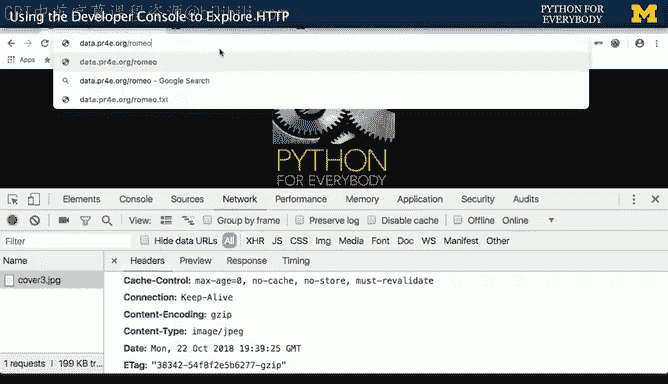 Using the Developer Console to Explore HTTP
PYTHON FOR
EVERYBODY
data.pr4e.org/romeo
Apps
data.pr4e.org/romeo
data.pr4e.org/romeo - Google Search
data.pr4e.org/romeo.txt
PYTHON
FOR EVERYBODY
Elements Console Sources Network Performance Memory Application Security Audits
View: Group by frame Preserve log Disable cache Offline Online
Filter Hide data URLs All XHR JS CSS Img Media Font Doc WS Manifest Other
Name Headers Preview Response Timing
cover3.jpg
Cache-Control: max-age=0, no-cache, no-store, must-revalidate
Connection: Keep-Alive
Content-Encoding: gzip
Content-Type: image/jpeg
Date: Mon, 22 Oct 2018 19:39:25 GMT
1 requests | 199 KB tr...
ETag: "38342-54f8f2e5b6277-gzip"